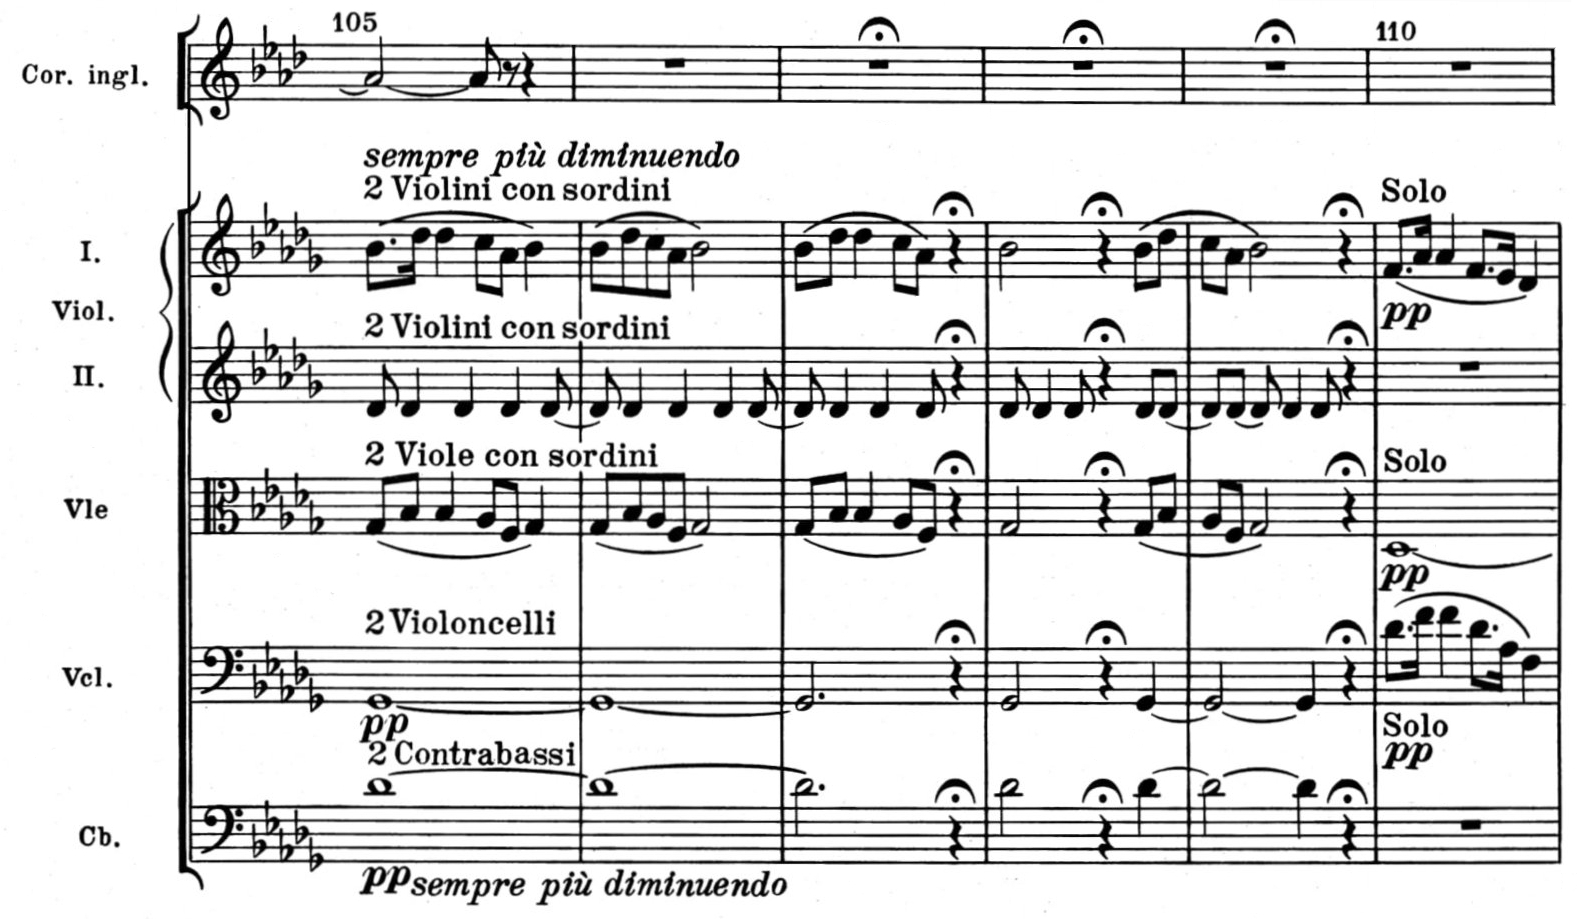 105
110
Cor. ingl.
sempre più diminuendo
2 Violini con sordini
Solo
I.
pp
Viol.
2 Violini con sordini
II.
2 Viole con sordini
Solo
Vle
pp
2 Violoncelli
Vcl.
pp
Solo
pp
2 Contrabassi
Cb.
pp sempre più diminuendo